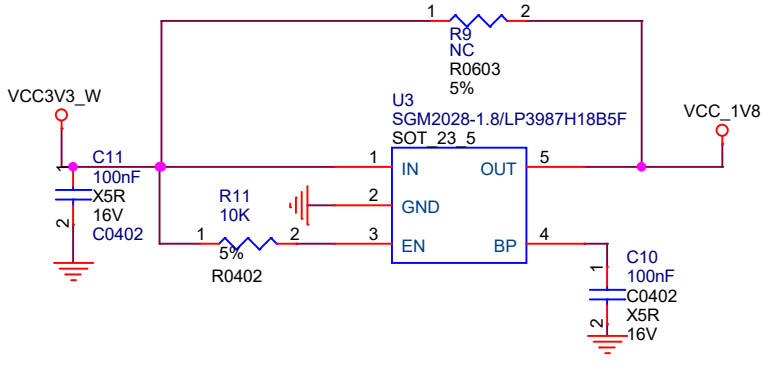 1
2
R9
NC
R0603
5%
VCC3V3_W
U3
SGM2028-1.8/LP3987H18B5F
SOT_23_5
VCC_1V8
1
C11
100nF
X5R
16V
C0402
2
1
IN
OUT
5
2
GND
3
EN
BP
4
R11
10K
1
2
5%
R0402
1
C10
100nF
C0402
X5R
16V
2